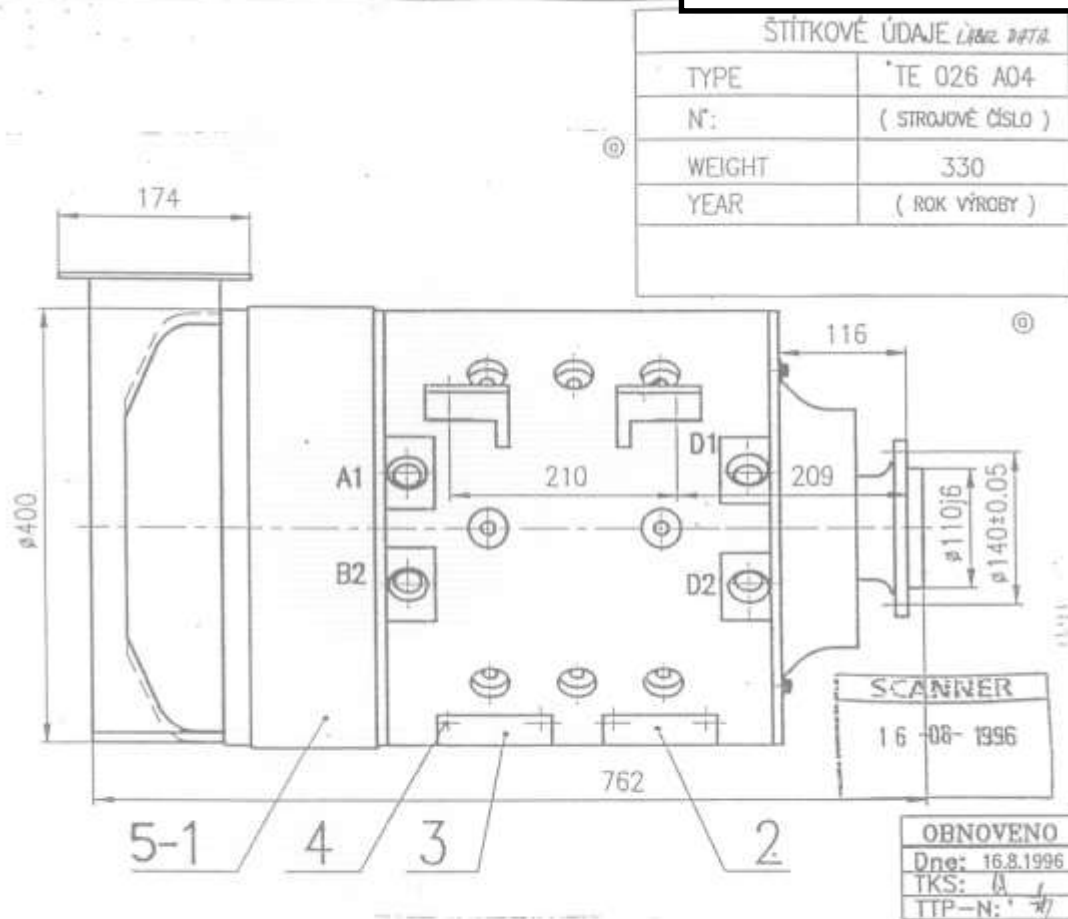 ŠTÍTKOVÉ ÚDAJE LABEL DATA
TYPE TE 026 A04
N°: ( STROJOVÉ ČÍSLO )
WEIGHT 330
YEAR ( ROK VÝROBY )
a
a
174
116
A1
D1
210
209
ø400
ø110j6
ø140±0.05
B2
D2
SCANNER
16 -08- 1996
762
5-1
4
3
2
OBNOVENO
Dne: 16.8.1996
TKS:
TTP-N: